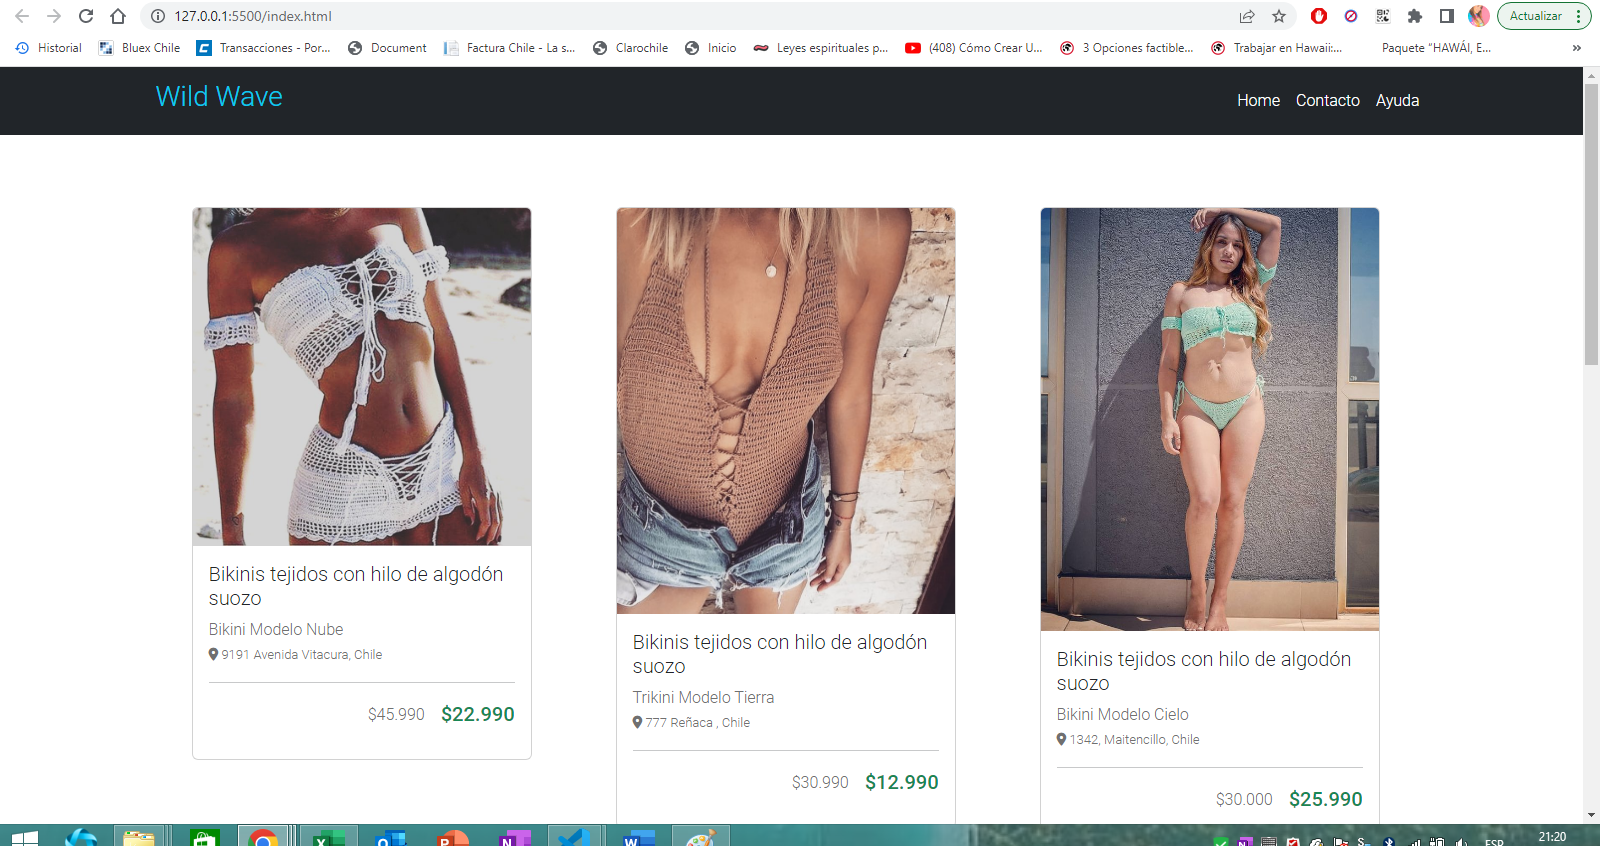 127.0.0.1:5500/index.html
Actualizar
Historial
Bluex Chile
Transacciones - Por...
Document
Factura Chile - La s...
Clarochile
Inicio
Leyes espirituales p...
(408) Cómo Crear U...
3 Opciones factible...
Trabajar en Hawaii:...
Paquete “HAWÁI, E...
»
Wild Wave
Home Contacto Ayuda
Bikinis tejidos con hilo de algodón
suozo
Bikini Modelo Nube
9191 Avenida Vitacura, Chile
$45.990 $22.990
Bikinis tejidos con hilo de algodón
suozo
Trikini Modelo Tierra
777 Reñaca , Chile
$30.990 $12.990
Bikinis tejidos con hilo de algodón
suozo
Bikini Modelo Cielo
1342, Maitencillo, Chile
$30.000 $25.990
ESP
21:20